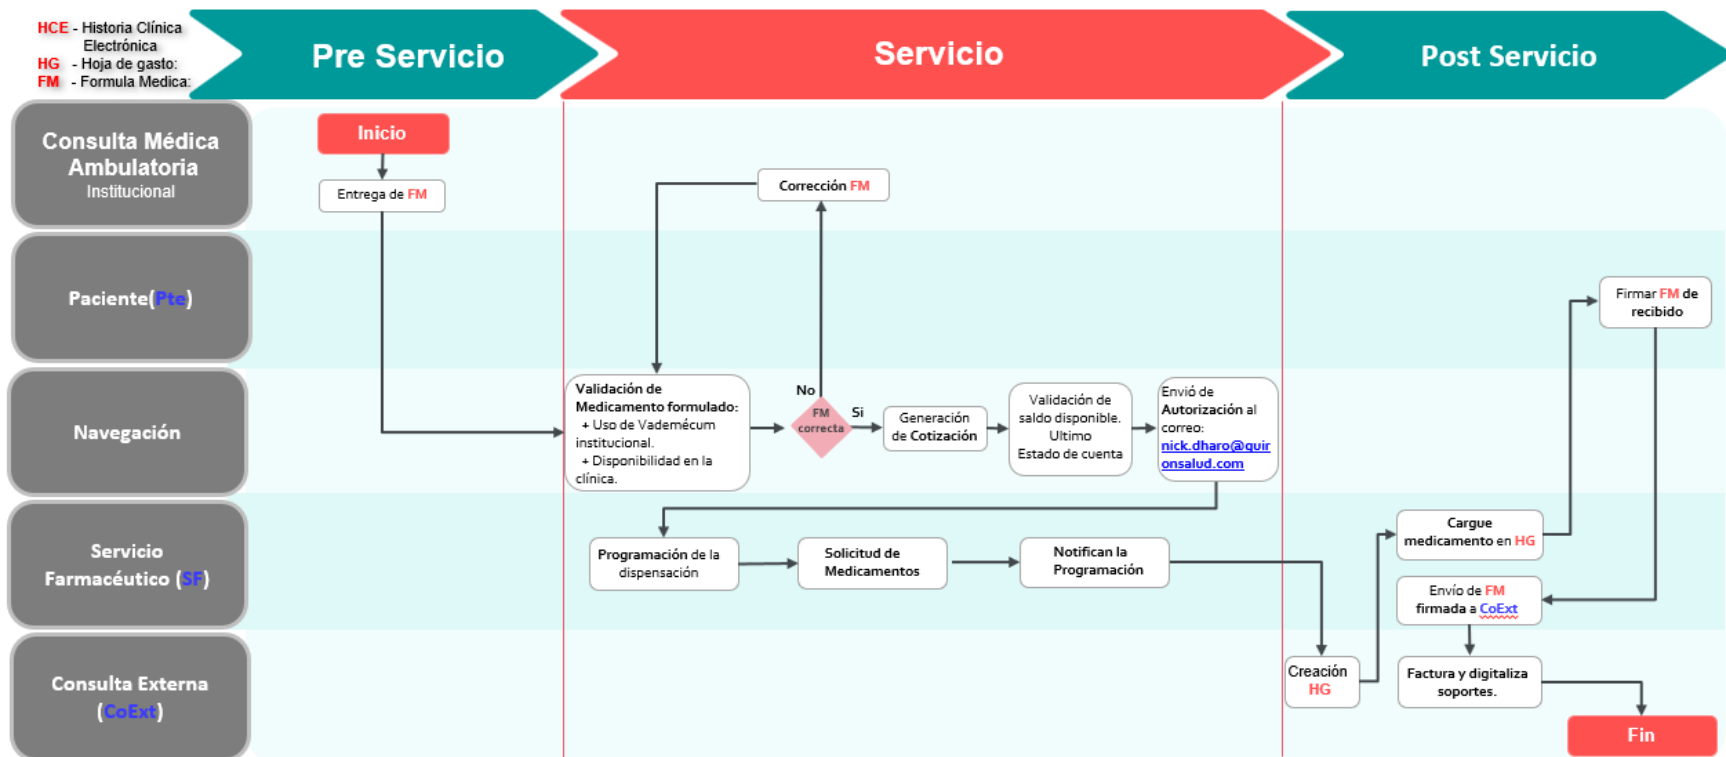 HCE - Historia Clínica
Electrónica
HG - Hoja de gasto:
FM - Formula Medica:
Pre Servicio
Servicio
Post Servicio
Consulta Médica
Ambulatoria
Institucional
Inicio
Entrega de FM
Corrección FM
Paciente(Pte)
Firmar FM de
recibido
Navegación
Validación de
Medicamento formulado:
+ Uso de Vademécum
institucional.
+ Disponibilidad en la
clínica.
No
FM
correcta
Si
Generación
de Cotización
Validación de
saldo disponible.
Ultimo
Estado de cuenta
Envió de
Autorización al
correo:
nick.dharo@quir
onsalud.com
Servicio
Farmacéutico (SF)
Programación de la
dispensación
Solicitud de
Medicamentos
Notifican la
Programación
Cargue
medicamento en HG
Envío de FM
firmada a CoExt
Consulta Externa
(CoExt)
Creación
HG
Factura y digitaliza
soportes.
Fin